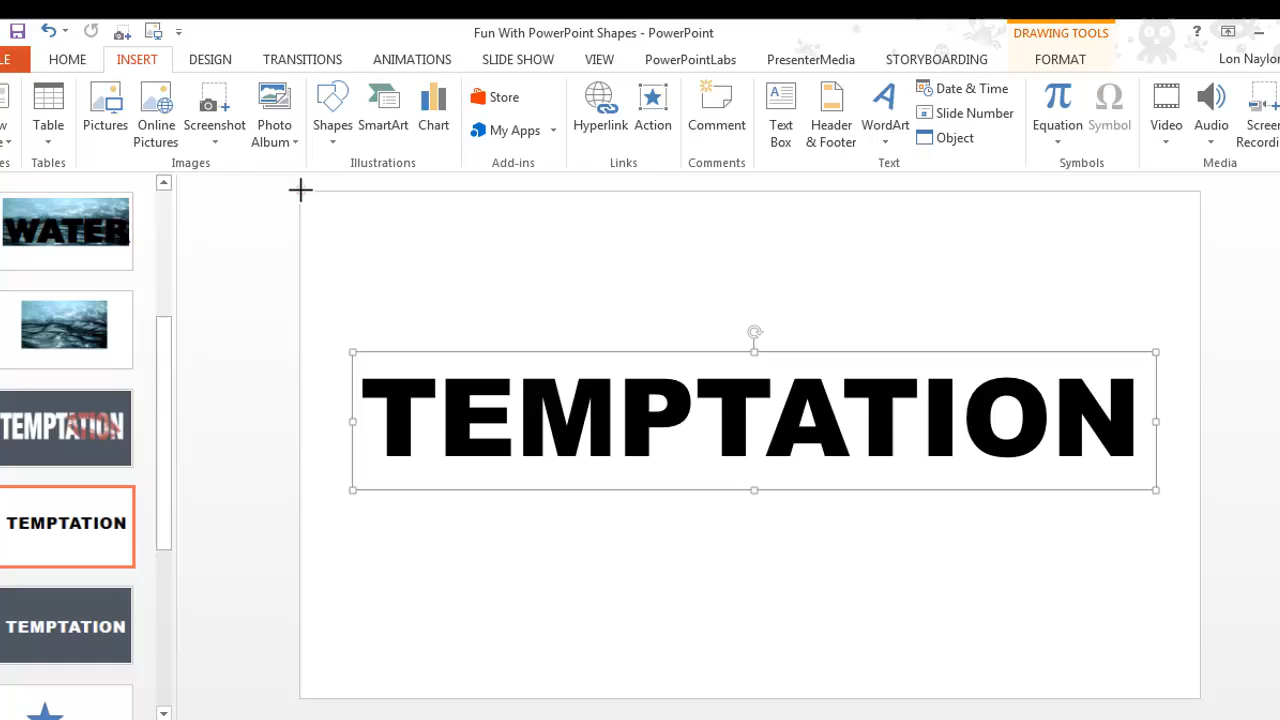 Fun With PowerPoint Shapes - PowerPoint
DRAWING TOOLS
?
HOME INSERT DESIGN TRANSITIONS ANIMATIONS SLIDE SHOW VIEW PowerPointLabs PresenterMedia STORYBOARDING FORMAT Lon Naylor
Table Pictures Online Pictures Screenshot Photo Album Shapes SmartArt Chart Store My Apps Hyperlink Action Comment Text Box Header & Footer WordArt Date & Time Slide Number Object Equation Symbol Video Audio
Tables Images Illustrations Add-ins Links Comments Text Symbols Media
WATER
TEMPTATION
TEMPTATION
TEMPTATION
TEMPTATION